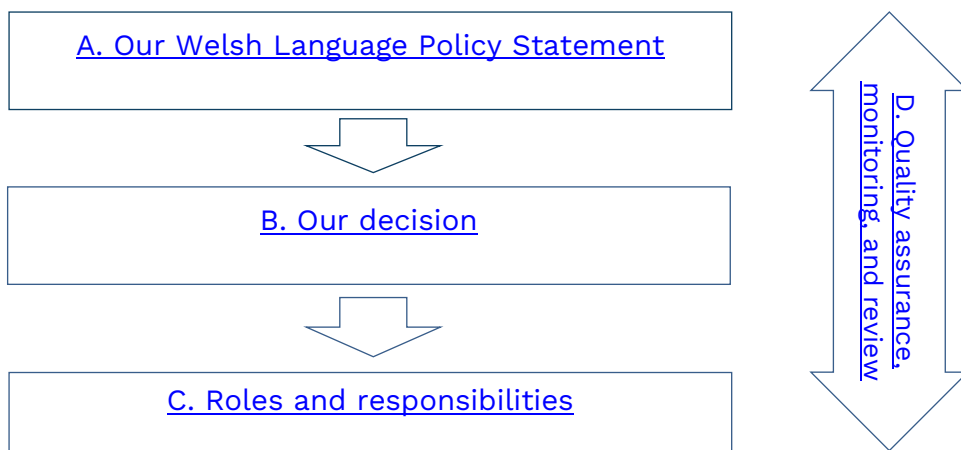 A. Our Welsh Language Policy Statement
B. Our decision
C. Roles and responsibilities
D. Quality assurance,
monitoring, and review